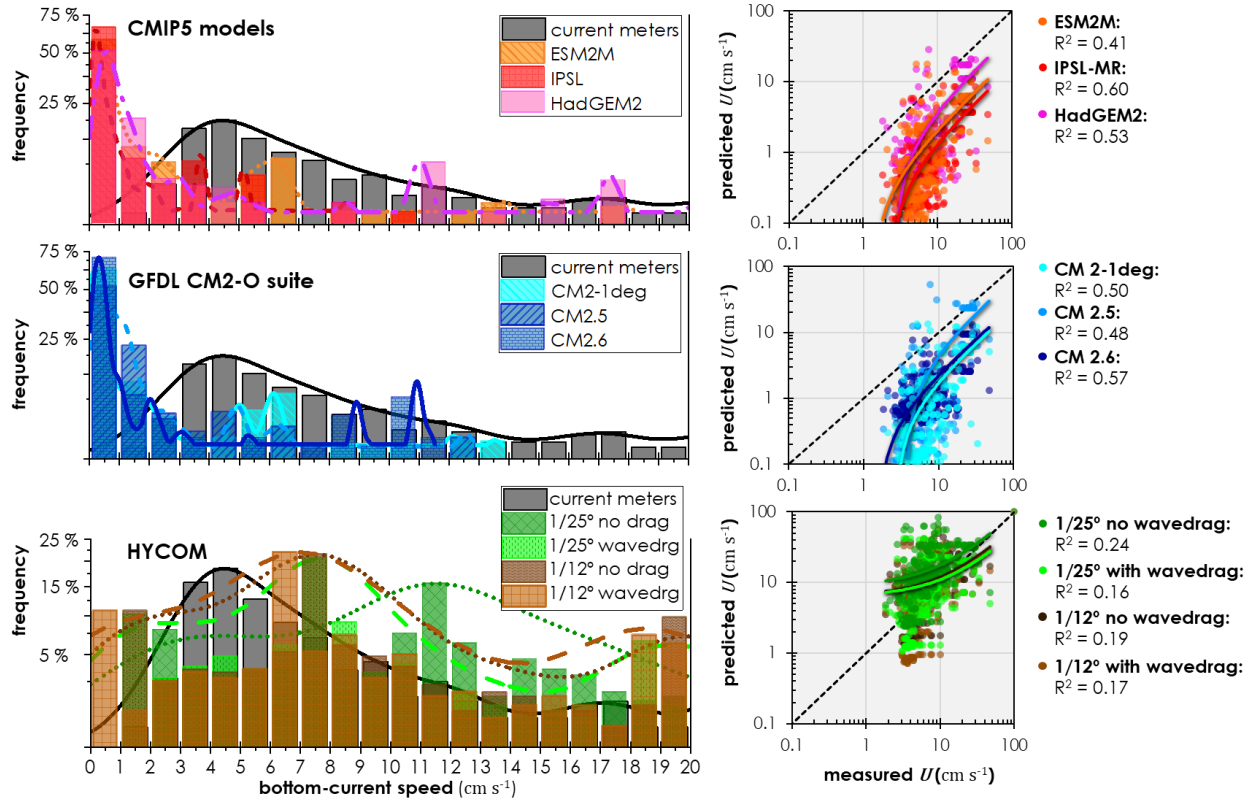 CMIP5 models
75 %
50 %
25 %
frequency
current meters
ESM2M
IPSL
HadGEM2
100
10
1
0.1
predicted U (cm s⁻¹)
0.1
1
10
100
ESM2M:
R² = 0.41
IPSL-MR:
R² = 0.60
HadGEM2:
R² = 0.53
GFDL CM2-O suite
75 %
50 %
25 %
frequency
current meters
CM2-1deg
CM2.5
CM2.6
100
10
1
0.1
predicted U (cm s⁻¹)
0.1
1
10
100
CM 2-1deg:
R² = 0.50
CM 2.5:
R² = 0.48
CM 2.6:
R² = 0.57
HYCOM
25 %
15 %
5 %
frequency
current meters
1/25º no drag
1/25º wavedrg
1/12º no drag
1/12º wavedrg
0 1 2 3 4 5 6 7 8 9 10 11 12 13 14 15 16 17 18 19 20
bottom-current speed (cm s⁻¹)
100
10
1
0.1
predicted U (cm s⁻¹)
0.1
1
10
100
measured U (cm s⁻¹)
1/25º no wavedrag:
R² = 0.24
1/25º with wavedrag:
R² = 0.16
1/12º no wavedrag:
R² = 0.19
1/12º with wavedrag:
R² = 0.17